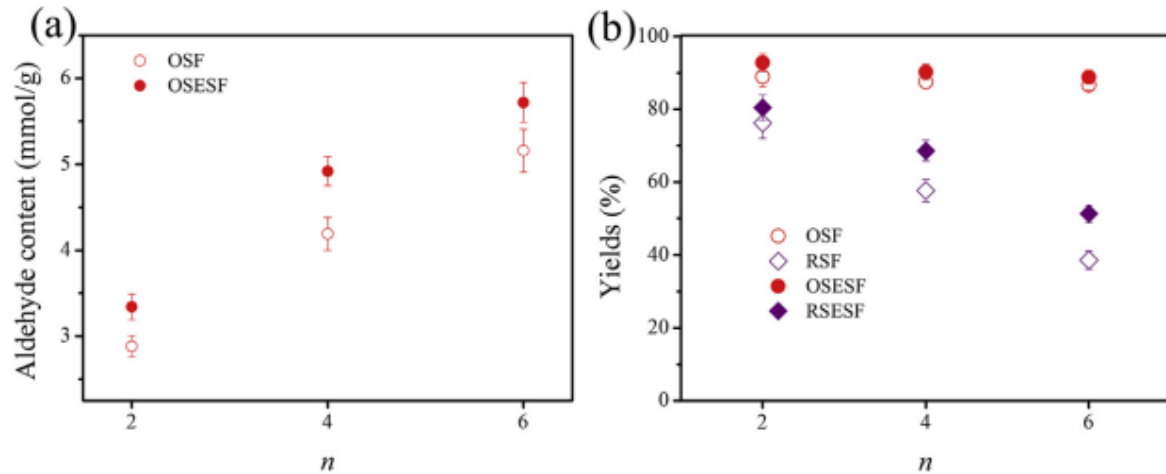 (a)
OSF
OSESF
Aldehyde content (mmol/g)
6
5
4
3
2
4
6
n
(b)
100
80
60
40
20
0
Yields (%)
OSF
RSF
OSESF
RSESF
2
4
6
n